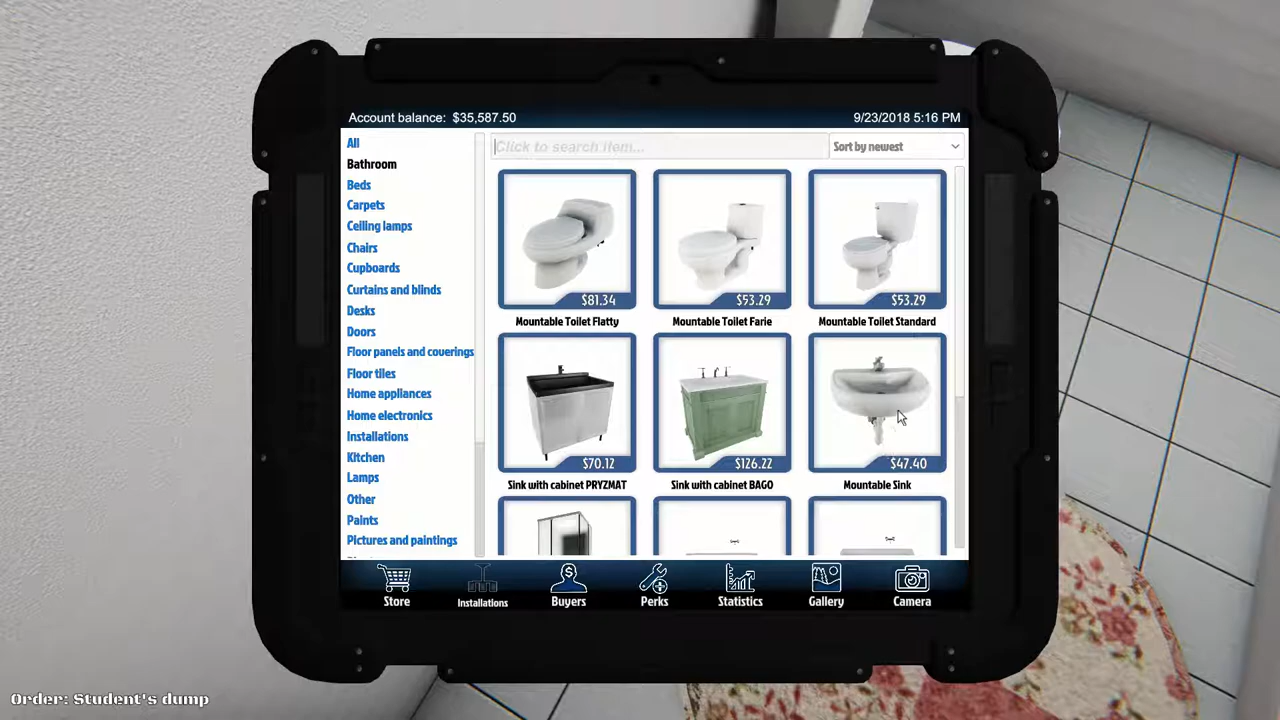 Account balance: $35,587.50
9/23/2018 5:16 PM
All
Bathroom
Beds
Carpets
Ceiling lamps
Chairs
Cupboards
Curtains and blinds
Desks
Doors
Floor panels and coverings
Floor tiles
Home appliances
Home electronics
Installations
Kitchen
Lamps
Other
Paints
Pictures and paintings
Click to search item...
Sort by newest
$81.34
$53.29
$53.29
Mountable Toilet Flatty
Mountable Toilet Farie
Mountable Toilet Standard
$70.12
$126.22
$47.40
Sink with cabinet PRYZMAT
Sink with cabinet BAGO
Mountable Sink
Store
Installations
Buyers
Perks
Statistics
Gallery
Camera
Order: Student's dump